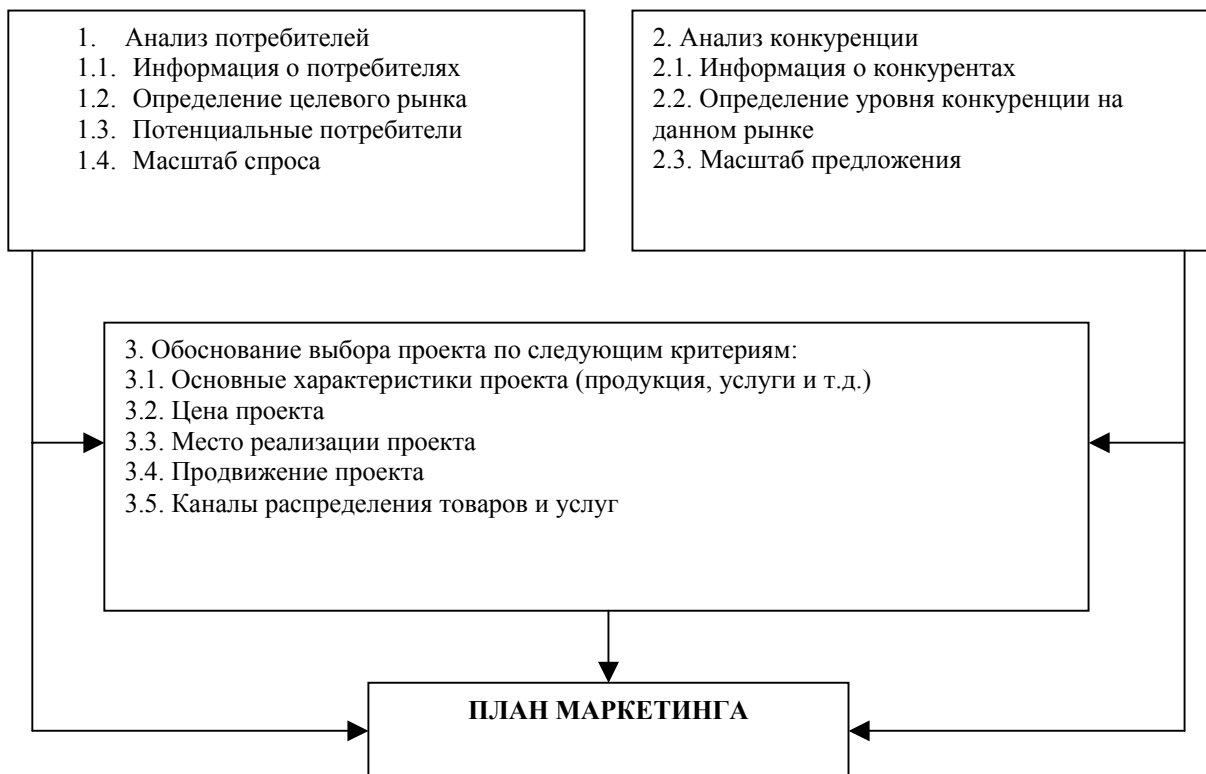 1. Анализ потребителей
1.1. Информация о потребителях
1.2. Определение целевого рынка
1.3. Потенциальные потребители
1.4. Масштаб спроса
2. Анализ конкуренции
2.1. Информация о конкурентах
2.2. Определение уровня конкуренции на
данном рынке
2.3. Масштаб предложения
3. Обоснование выбора проекта по следующим критериям:
3.1. Основные характеристики проекта (продукция, услуги и т.д.)
3.2. Цена проекта
3.3. Место реализации проекта
3.4. Продвижение проекта
3.5. Каналы распределения товаров и услуг
ПЛАН МАРКЕТИНГА